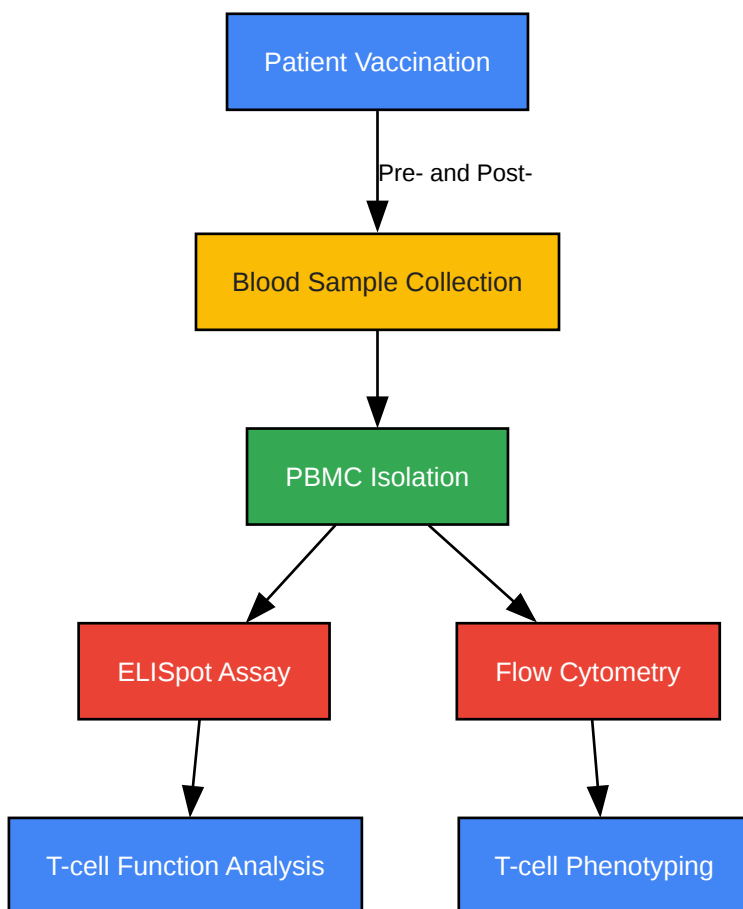 Patient Vaccination
Pre- and Post-
Blood Sample Collection
PBMC Isolation
ELISpot Assay
Flow Cytometry
T-cell Function Analysis
T-cell Phenotyping